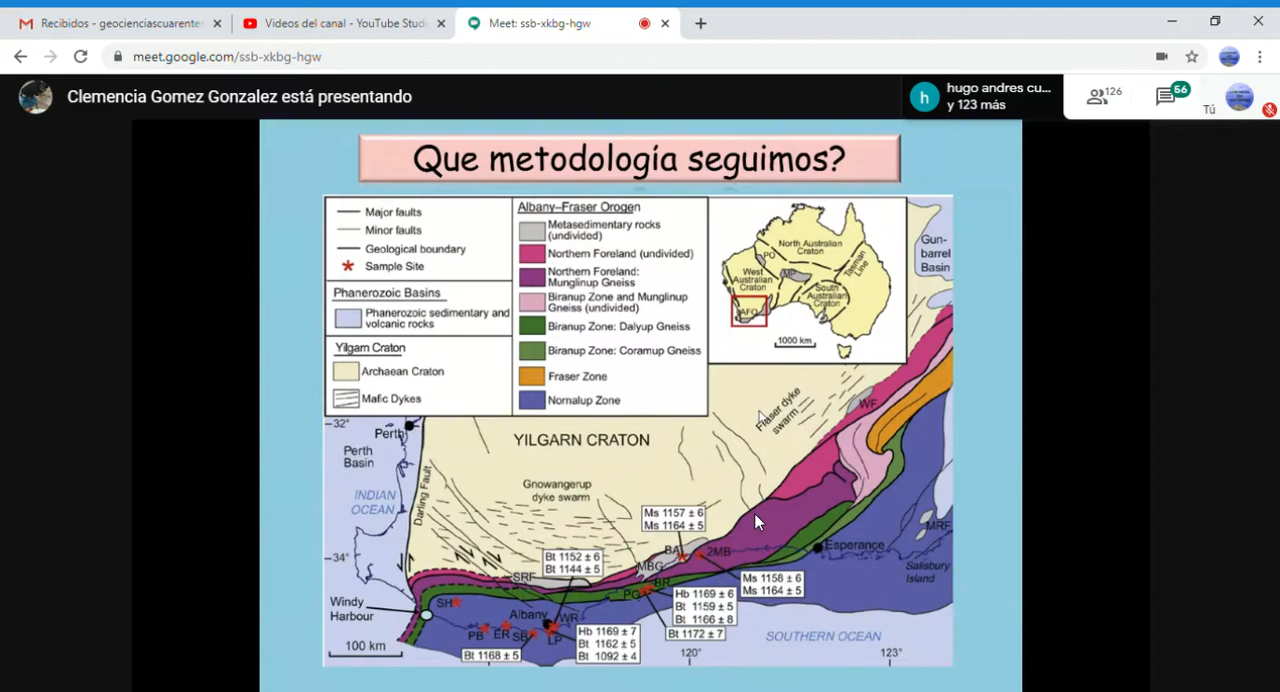 Recibidos - geocienciascuarente
Videos del canal - YouTube Studi
Meet: ssb-xkbg-hgw
meet.google.com/ssb-xkbg-hgw
Clemencia Gomez Gonzalez está presentando
h
hugo andres cu...
y 123 más
126
56
Tú
Que metodología seguimos?
Major faults
Minor faults
Geological boundary
Sample Site
Phanerozoic Basins
Phanerozoic sedimentary and
volcanic rocks
Yilgarn Craton
Archaean Craton
Mafic Dykes
Albany–Fraser Orogen
Metasedimentary rocks
(undivided)
Northern Foreland (undivided)
Northern Foreland:
Munglinup Gneiss
Biranup Zone and Munglinup
Gneiss (undivided)
Biranup Zone: Dalyup Gneiss
Biranup Zone: Coramup Gneiss
Fraser Zone
Nornalup Zone
North Australian
Craton
PO
West
Australian
Craton
MP
South
Australian
Craton
Tasman
Line
AFO
1000 km
Gun-
barrel
Basin
-32°
Perth
Perth
Basin
INDIAN
OCEAN
Darling Fault
YILGARN CRATON
Fraser dyke
swarm
WF
Gnowangerup
dyke swarm
Ms 1157 ± 6
Ms 1164 ± 5
-34°
Bt 1152 ± 6
Bt 1144 ± 5
BA
2MB
MBG
BR
SRF
PC
Esperance
MRF
Salisbury
Island
Ms 1158 ± 6
Ms 1164 ± 5
Windy
Harbour
SH
Albany
WR
PB
ER
SB
LP
Hb 1169 ± 6
Bt 1159 ± 5
Bt 1166 ± 8
Bt 1172 ± 7
Hb 1169 ± 7
Bt 1162 ± 5
Bt 1092 ± 4
Bt 1168 ± 5
100 km
SOUTHERN OCEAN
120°
123°